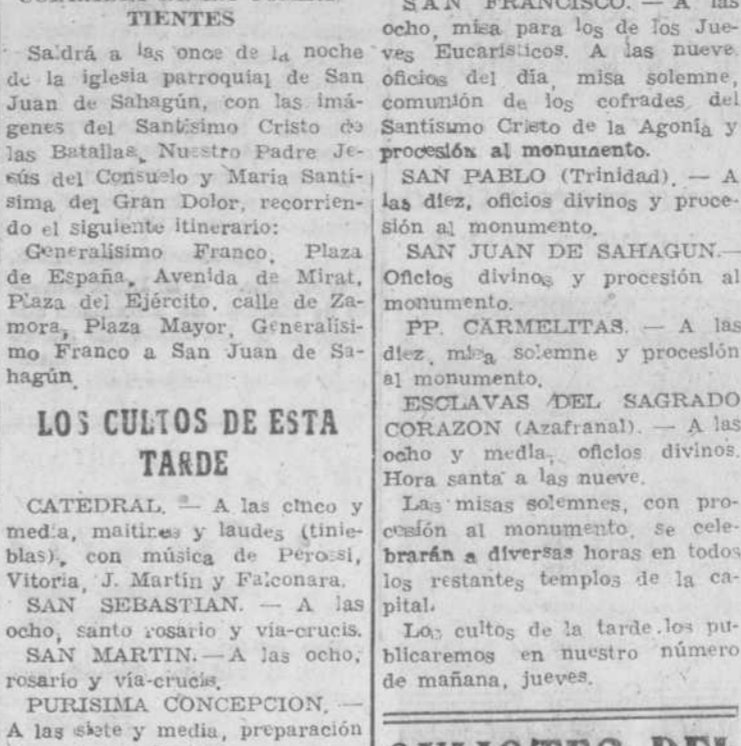 TIENTES
Saldrá a las once de la noche
de la iglesia parroquial de San
Juan de Sahagún, con las imá-
genes del Santísimo Cristo de
las Batallas, Nuestro Padre Je-
sús del Consuelo y María Santí-
sima del Gran Dolor, recorrien-
do el siguiente itinerario:
Generalísimo Franco, Plaza
de España, Avenida de Mirat,
Plaza del Ejército, calle de Za-
mora, Plaza Mayor, Generalísi-
mo Franco a San Juan de Sa-
hagún.
LOS CULTOS DE ESTA
TARDE
CATEDRAL. — A las cinco y
media, maitines y laudes (tinie-
blas), con música de Perossi,
Vitoria, J. Martín y Falconara.
SAN SEBASTIAN. — A las
ocho, santo rosario y vía-crucis.
SAN MARTIN. — A las ocho,
rosario y vía-crucis.
PURISIMA CONCEPCION. —
A las siete y media, preparación
SAN FRANCISCO. — A las
ocho, misa para los de los Jue-
ves Eucarísticos. A las nueve,
oficios del día, misa solemne,
comunión de los cofrades del
Santísimo Cristo de la Agonía y
procesión al monumento.
SAN PABLO (Trinidad). — A
las diez, oficios divinos y proce-
sión al monumento.
SAN JUAN DE SAHAGUN.—
Oficios divinos y procesión al
monumento.
PP. CARMELITAS. — A las
diez, misa solemne y procesión
al monumento.
ESCLAVAS DEL SAGRADO
CORAZON (Azafranal). — A las
ocho y media, oficios divinos.
Hora santa a las nueve.
Las misas solemnes, con pro-
cesión al monumento, se cele-
brarán a diversas horas en todos
los restantes templos de la ca-
pital.
Los cultos de la tarde los pu-
blicaremos en nuestro número
de mañana, jueves.
DEL